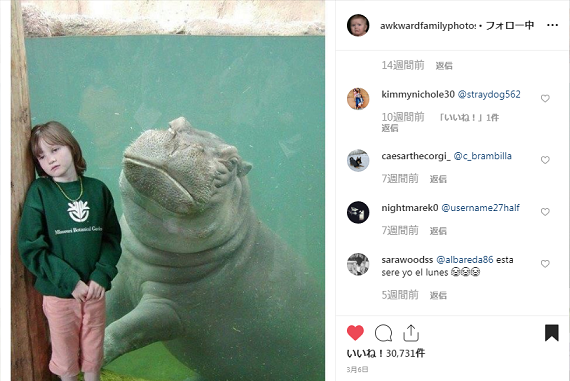 awkwardfamilyphotos • フォロー中
14週間前 返信
kimmynichole30 @straydog562
10週間前 「いいね！」1件
返信
caesarthecorgi_ @c_brambilla
7週間前 返信
nightmarek0 @username27half
7週間前 返信
sarawoodss @albareda86 esta
sere yo el lunes 😂😂😂
5週間前 返信
いいね！30,731件
3月6日
Missouri Botanical Garden